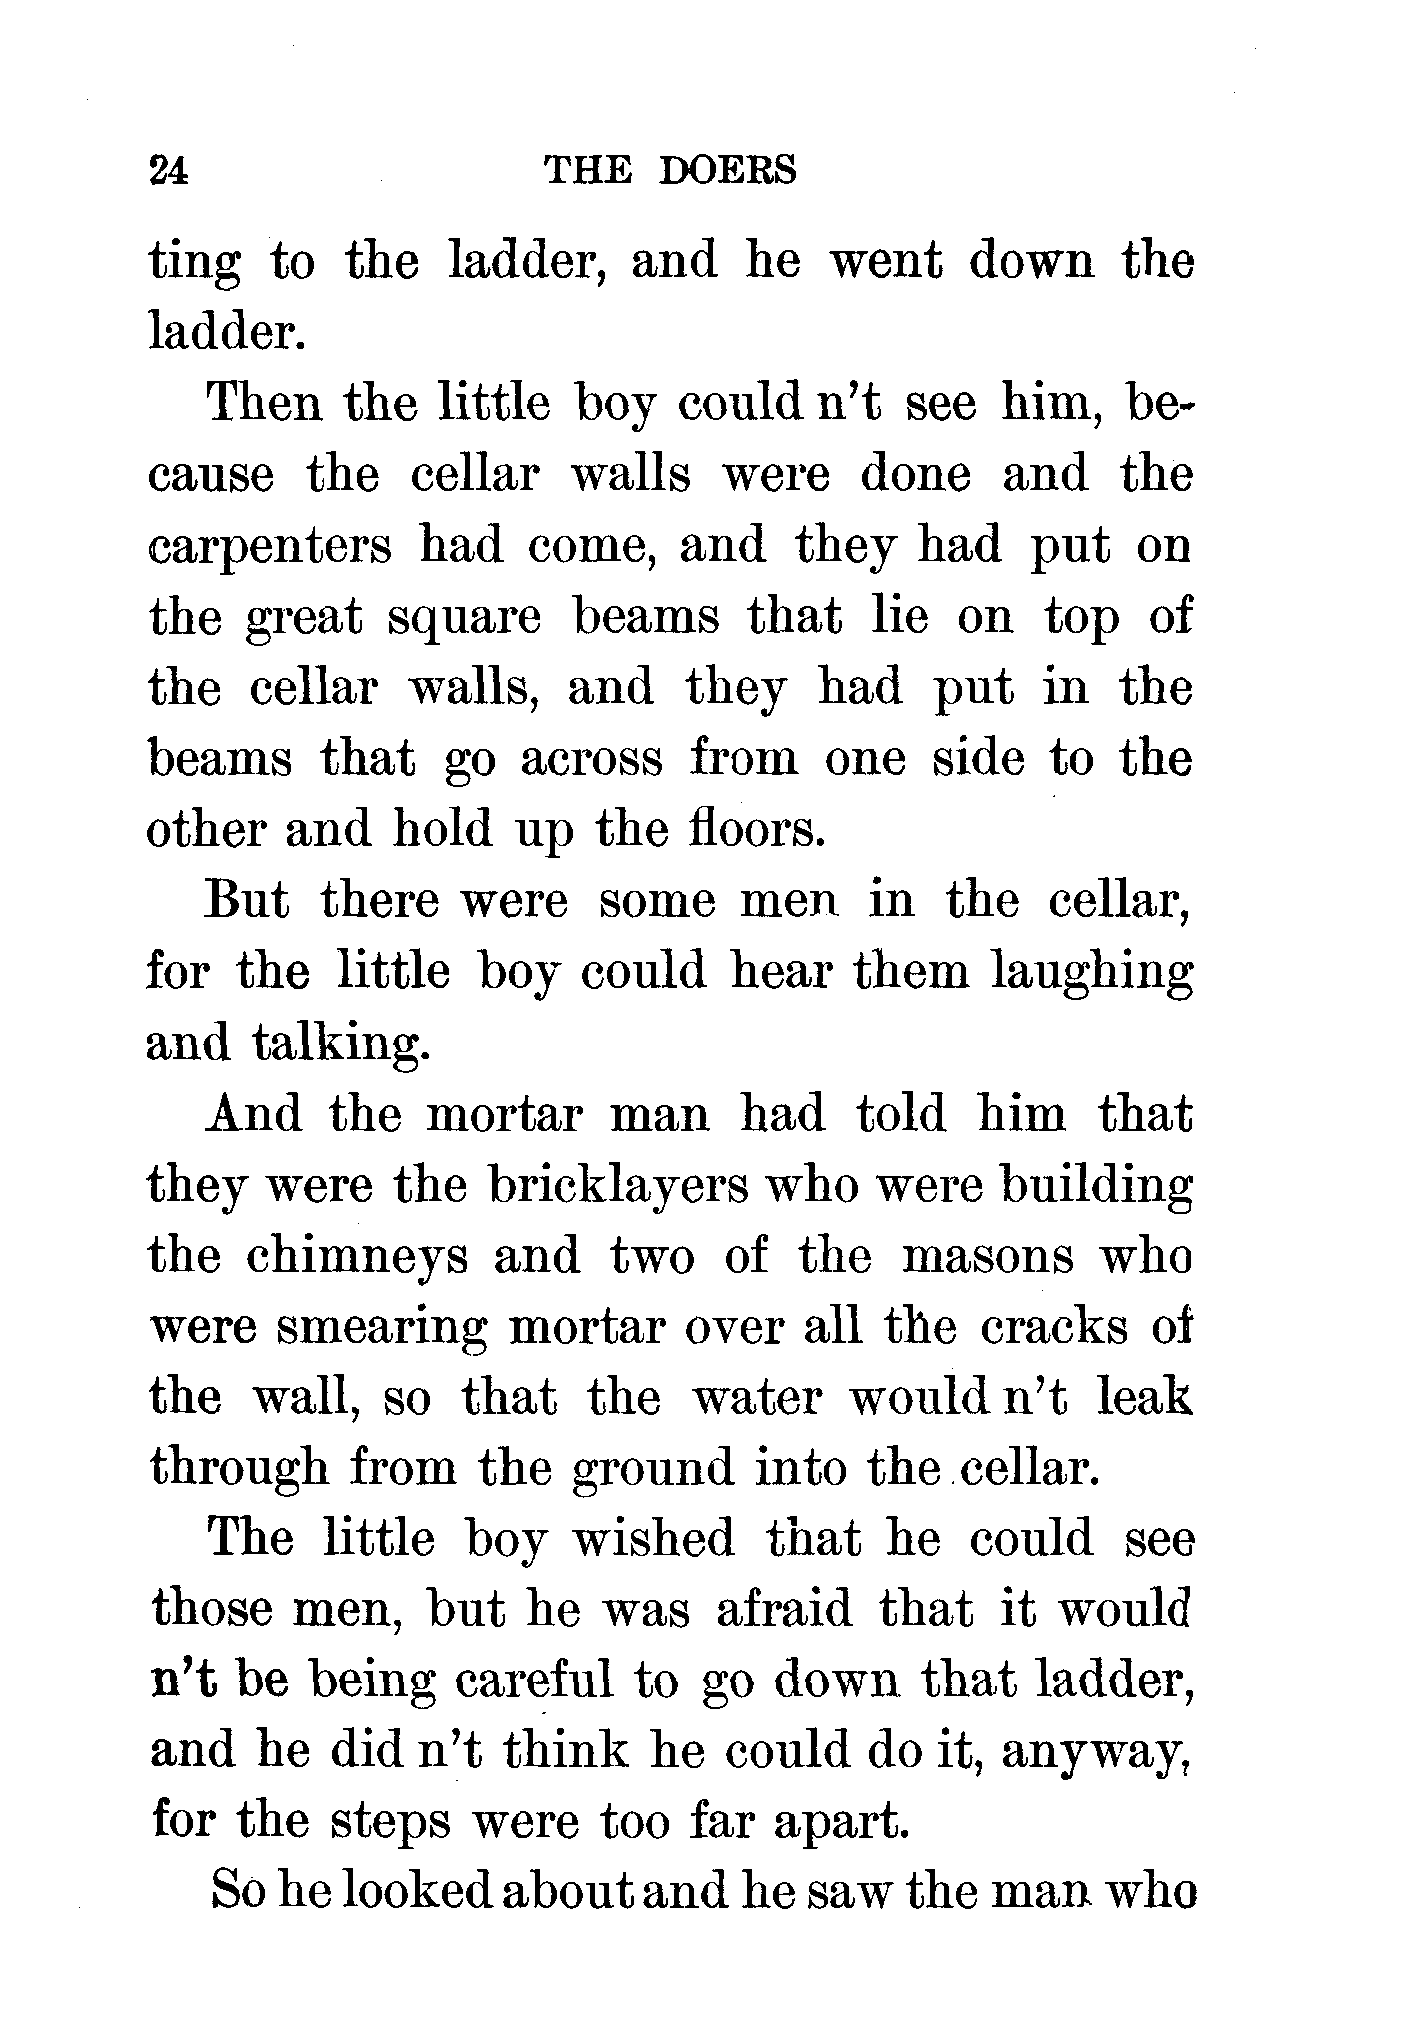 24 THE DOERS
ting to the ladder, and he went down the
ladder.
Then the little boy could n't see him, be-
cause the cellar walls were done and the
carpenters had come, and they had put on
the great square beams that lie on top of
the cellar walls, and they had put in the
beams that go across from one side to the
other and hold up the floors.
But there were some men in the cellar,
for the little boy could hear them laughing
and talking.
And the mortar man had told him that
they were the bricklayers who were building
the chimneys and two of the masons who
were smearing mortar over all the cracks of
the wall, so that the water would n't leak
through from the ground into the cellar.
The little boy wished that he could see
those men, but he was afraid that it would
n't be being careful to go down that ladder,
and he did n't think he could do it, anyway,
for the steps were too far apart.
So he looked about and he saw the man who